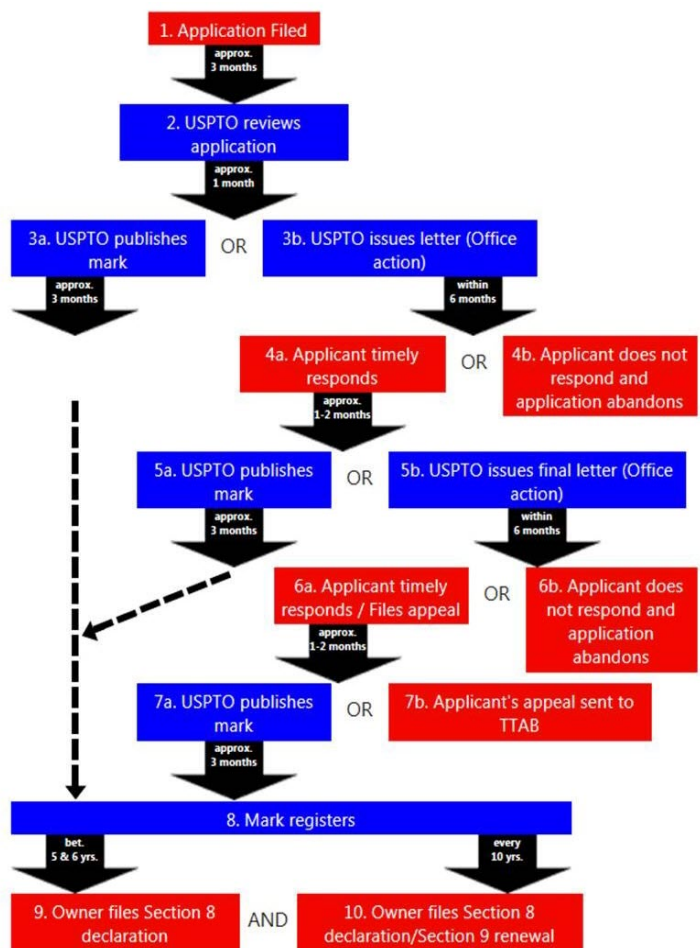 1. Application Filed
approx.
3 months
2. USPTO reviews
application
approx.
1 month
3a. USPTO publishes
mark
OR
3b. USPTO issues letter (Office
action)
approx.
3 months
within
6 months
4a. Applicant timely
responds
OR
4b. Applicant does not
respond and
application abandons
approx.
1-2 months
5a. USPTO publishes
mark
OR
5b. USPTO issues final letter (Office
action)
approx.
3 months
within
6 months
6a. Applicant timely
responds / Files appeal
OR
6b. Applicant does
not respond and
application
abandons
approx.
1-2 months
7a. USPTO publishes
mark
OR
7b. Applicant's appeal sent to
TTAB
approx.
3 months
8. Mark registers
bet.
5 & 6 yrs.
every
10 yrs.
9. Owner files Section 8
declaration
AND
10. Owner files Section 8
declaration/Section 9 renewal